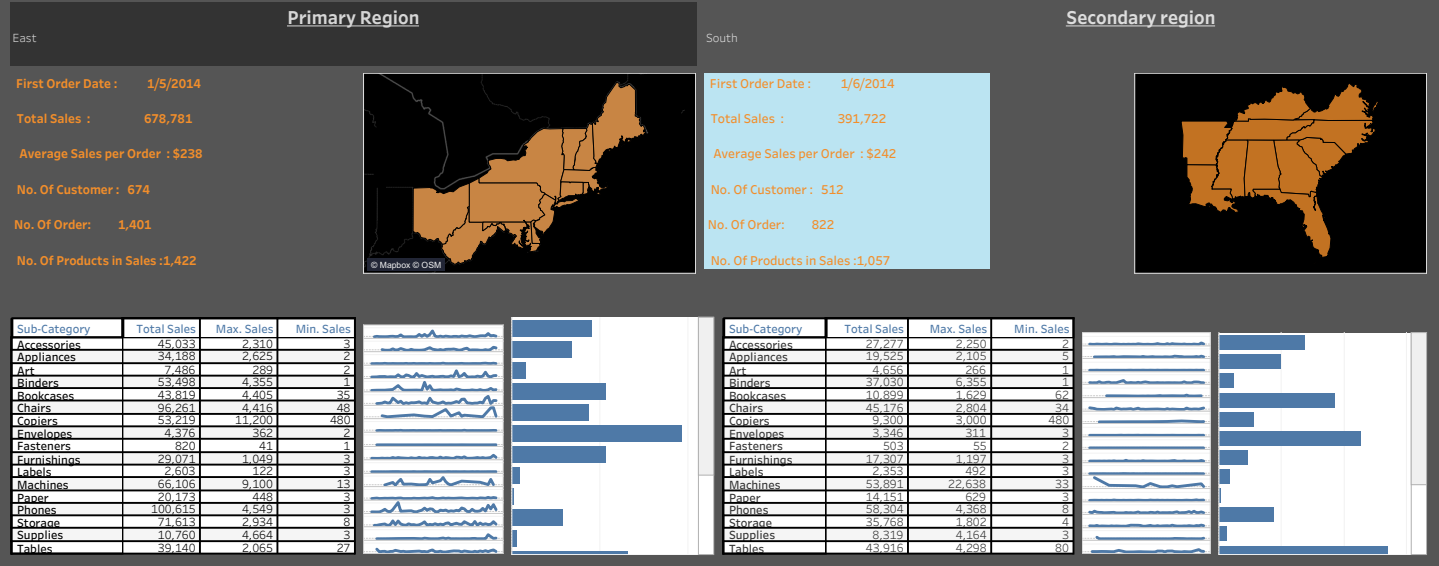 Primary Region
East
First Order Date : 1/5/2014
Total Sales : 678,781
Average Sales per Order : $238
No. Of Customer : 674
No. Of Order: 1,401
No. Of Products in Sales :1,422
© Mapbox © OSM
Secondary region
South
First Order Date : 1/6/2014
Total Sales : 391,722
Average Sales per Order : $242
No. Of Customer : 512
No. Of Order: 822
No. Of Products in Sales :1,057
Sub-Category Total Sales Max. Sales Min. Sales
Accessories 45,033 2,310 3
Appliances 34,188 2,625 2
Art 7,486 289 2
Binders 53,498 4,355 1
Bookcases 43,819 4,405 35
Chairs 96,261 4,416 48
Copiers 53,219 11,200 480
Envelopes 4,376 362 2
Fasteners 820 41 1
Furnishings 29,071 1,049 3
Labels 2,603 122 3
Machines 66,106 9,100 13
Paper 20,173 448 3
Phones 100,615 4,549 3
Storage 71,613 2,934 8
Supplies 10,760 4,664 3
Tables 39,140 2,065 27
Sub-Category Total Sales Max. Sales Min. Sales
Accessories 27,277 2,250 2
Appliances 19,525 2,105 5
Art 4,656 266 1
Binders 37,030 6,355 1
Bookcases 10,899 1,629 62
Chairs 45,176 2,804 34
Copiers 9,300 3,000 480
Envelopes 3,346 311 3
Fasteners 503 55 2
Furnishings 17,307 1,197 3
Labels 2,353 492 3
Machines 53,891 22,638 33
Paper 14,151 629 3
Phones 58,304 4,368 8
Storage 35,768 1,802 4
Supplies 8,319 4,164 3
Tables 43,916 4,298 80